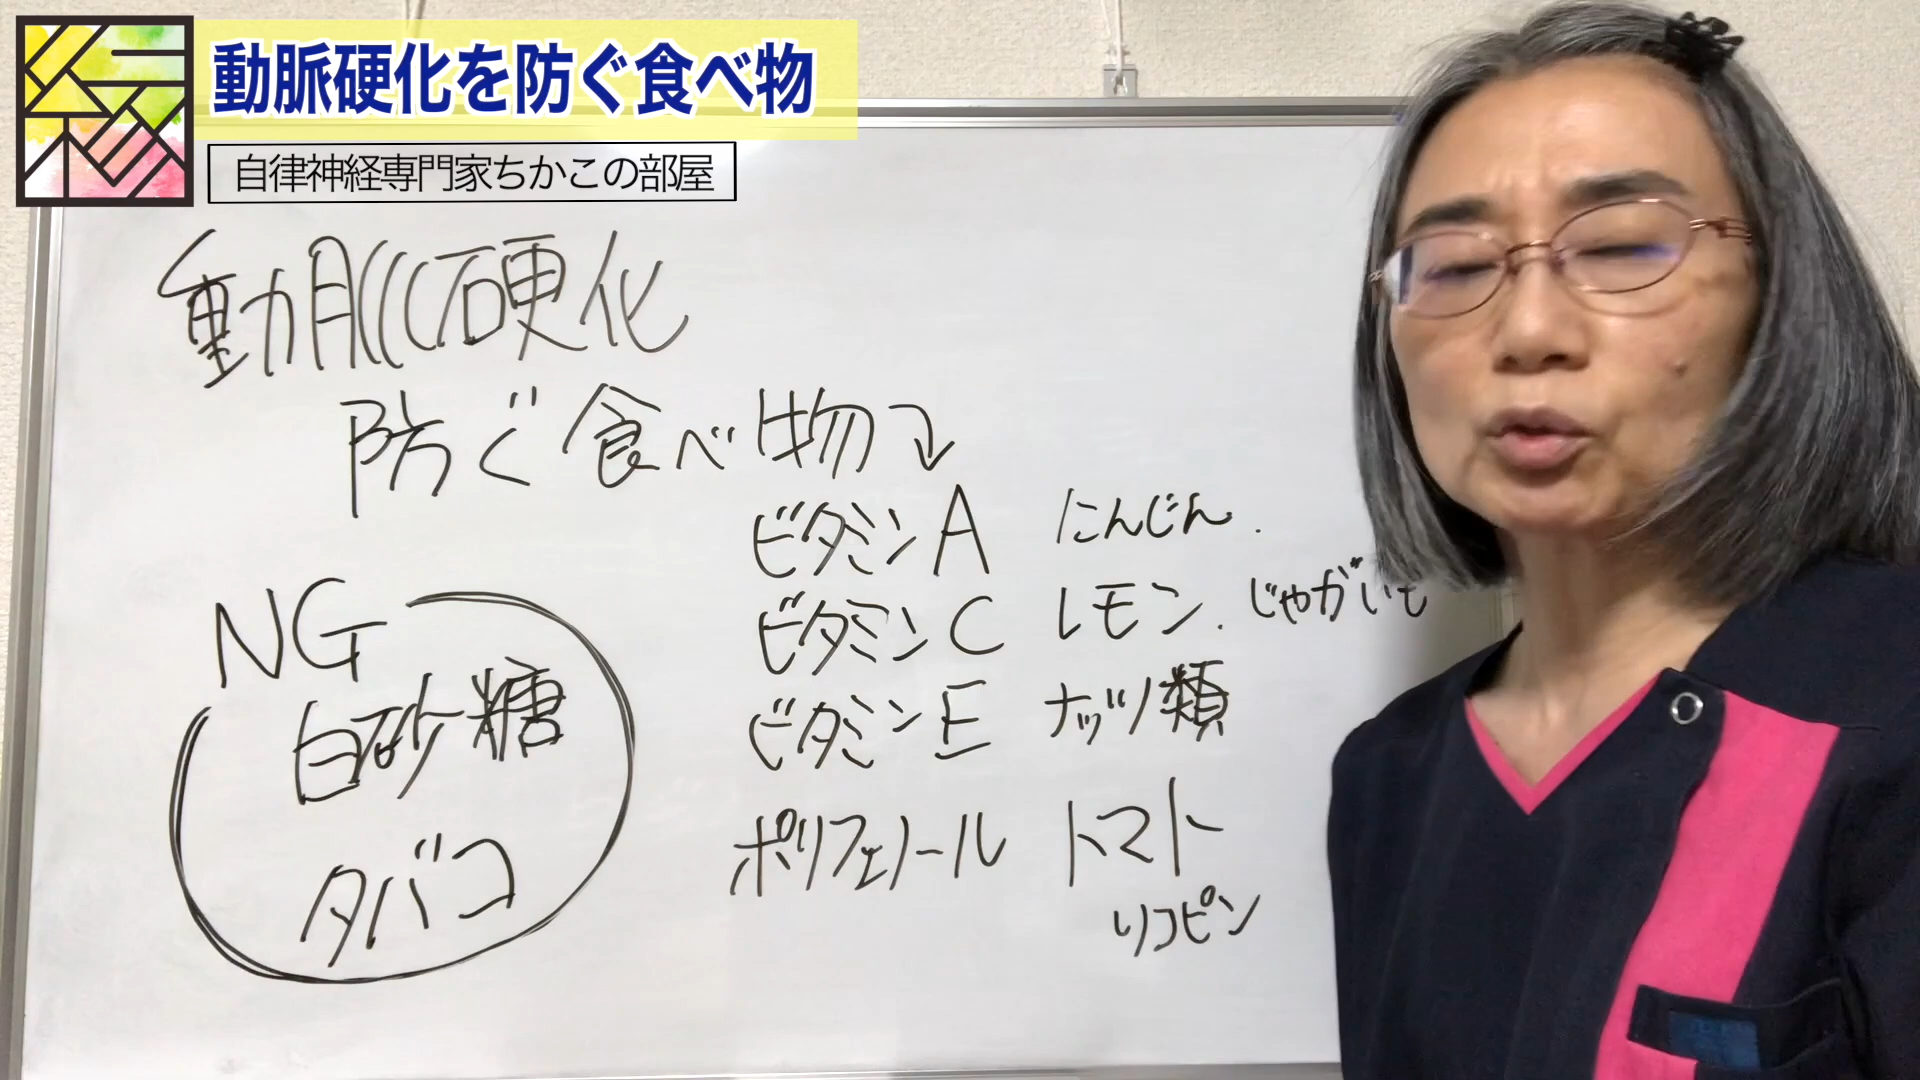 動脈硬化を防ぐ食べ物
自律神経専門家ちかこの部屋
動脈硬化
防ぐ食べ物
ビタミンA にんじん.
ビタミンC レモン. じゃがいも
ビタミンE ナッツ類
ポリフェノール トマト
リコピン
NG
白砂糖
タバコ